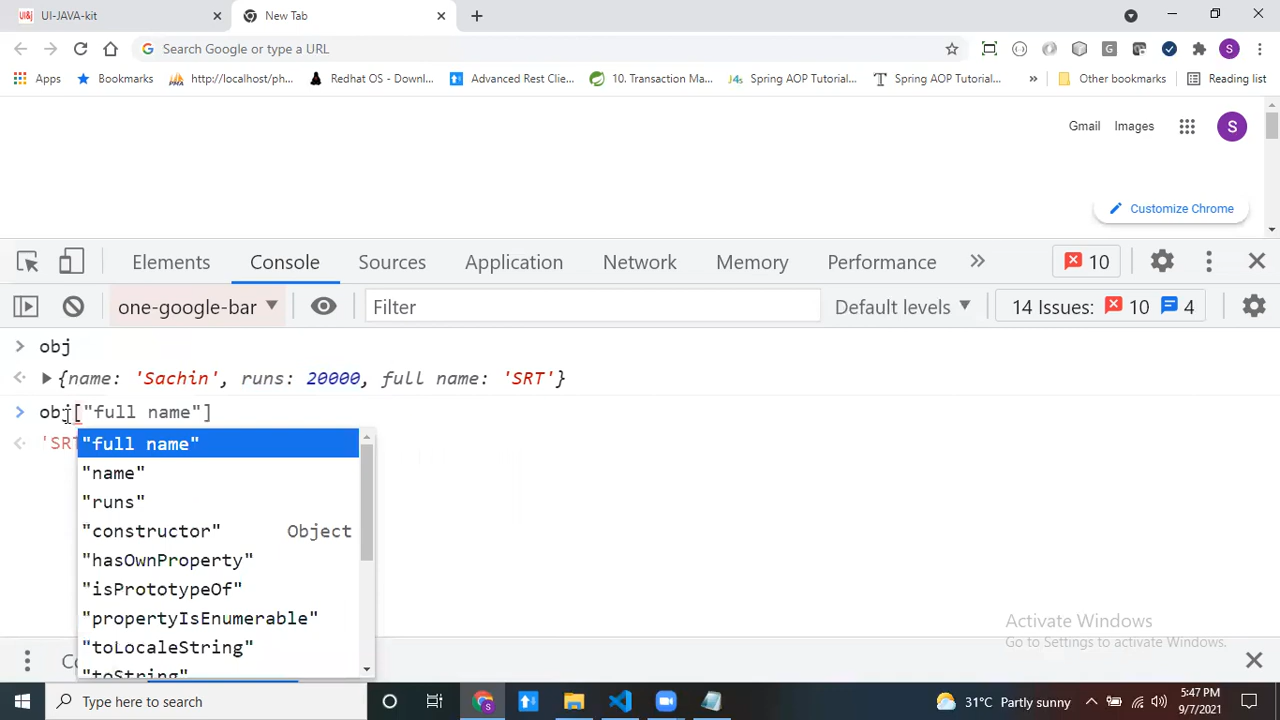 UI&J UI-JAVA-kit
New Tab
Search Google or type a URL
S
Apps Bookmarks http://localhost/ph... Redhat OS - Downl... Advanced Rest Clie... 10. Transaction Ma... J4s Spring AOP Tutorial... T Spring AOP Tutorial... » Other bookmarks Reading list
Gmail Images S
Customize Chrome
Elements Console Sources Application Network Memory Performance » 10
one-google-bar Filter Default levels 14 Issues: 10 4
obj
{name: 'Sachin', runs: 20000, full name: 'SRT'}
obj["full name"]
'SRT
"full name"
"name"
"runs"
"constructor" Object
"hasOwnProperty"
"isPrototypeOf"
"propertyIsEnumerable"
"toLocaleString"
"toString"
Activate Windows
Go to Settings to activate Windows.
Type here to search
31°C Partly sunny
5:47 PM
9/7/2021